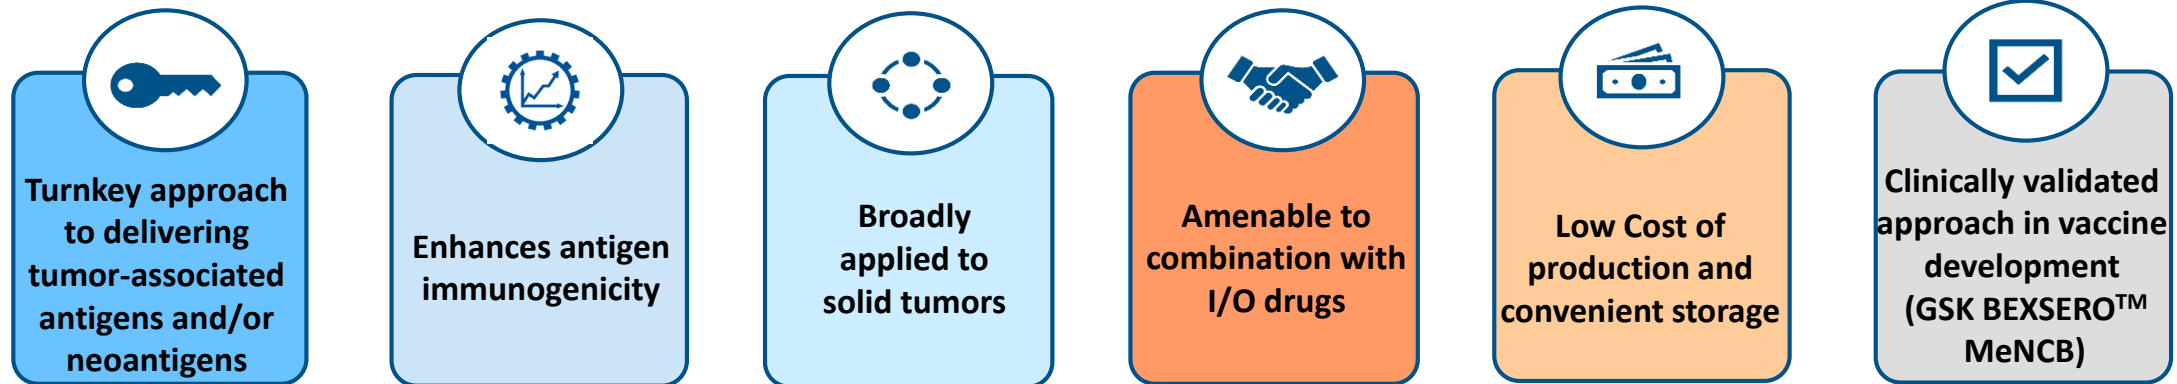 Turnkey approach
to delivering
tumor-associated
antigens and/or
neoantigens
Enhances antigen
immunogenicity
Broadly
applied to
solid tumors
Amenable to
combination with
I/O drugs
Low Cost of
production and
convenient storage
Clinically validated
approach in vaccine
development
(GSK BEXSERO™
MeNCB)